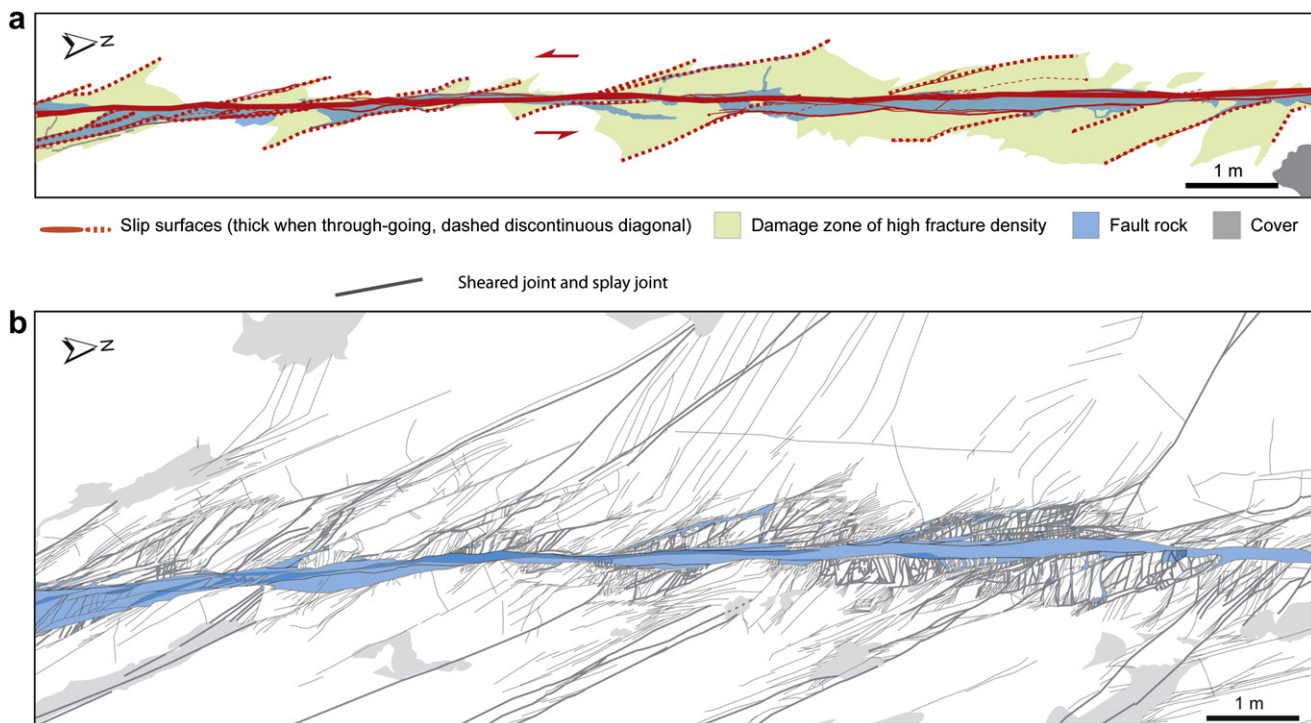 a
N
1 m
Slip surfaces (thick when through-going, dashed discontinuous diagonal) Damage zone of high fracture density Fault rock Cover
Sheared joint and splay joint
b
N
1 m